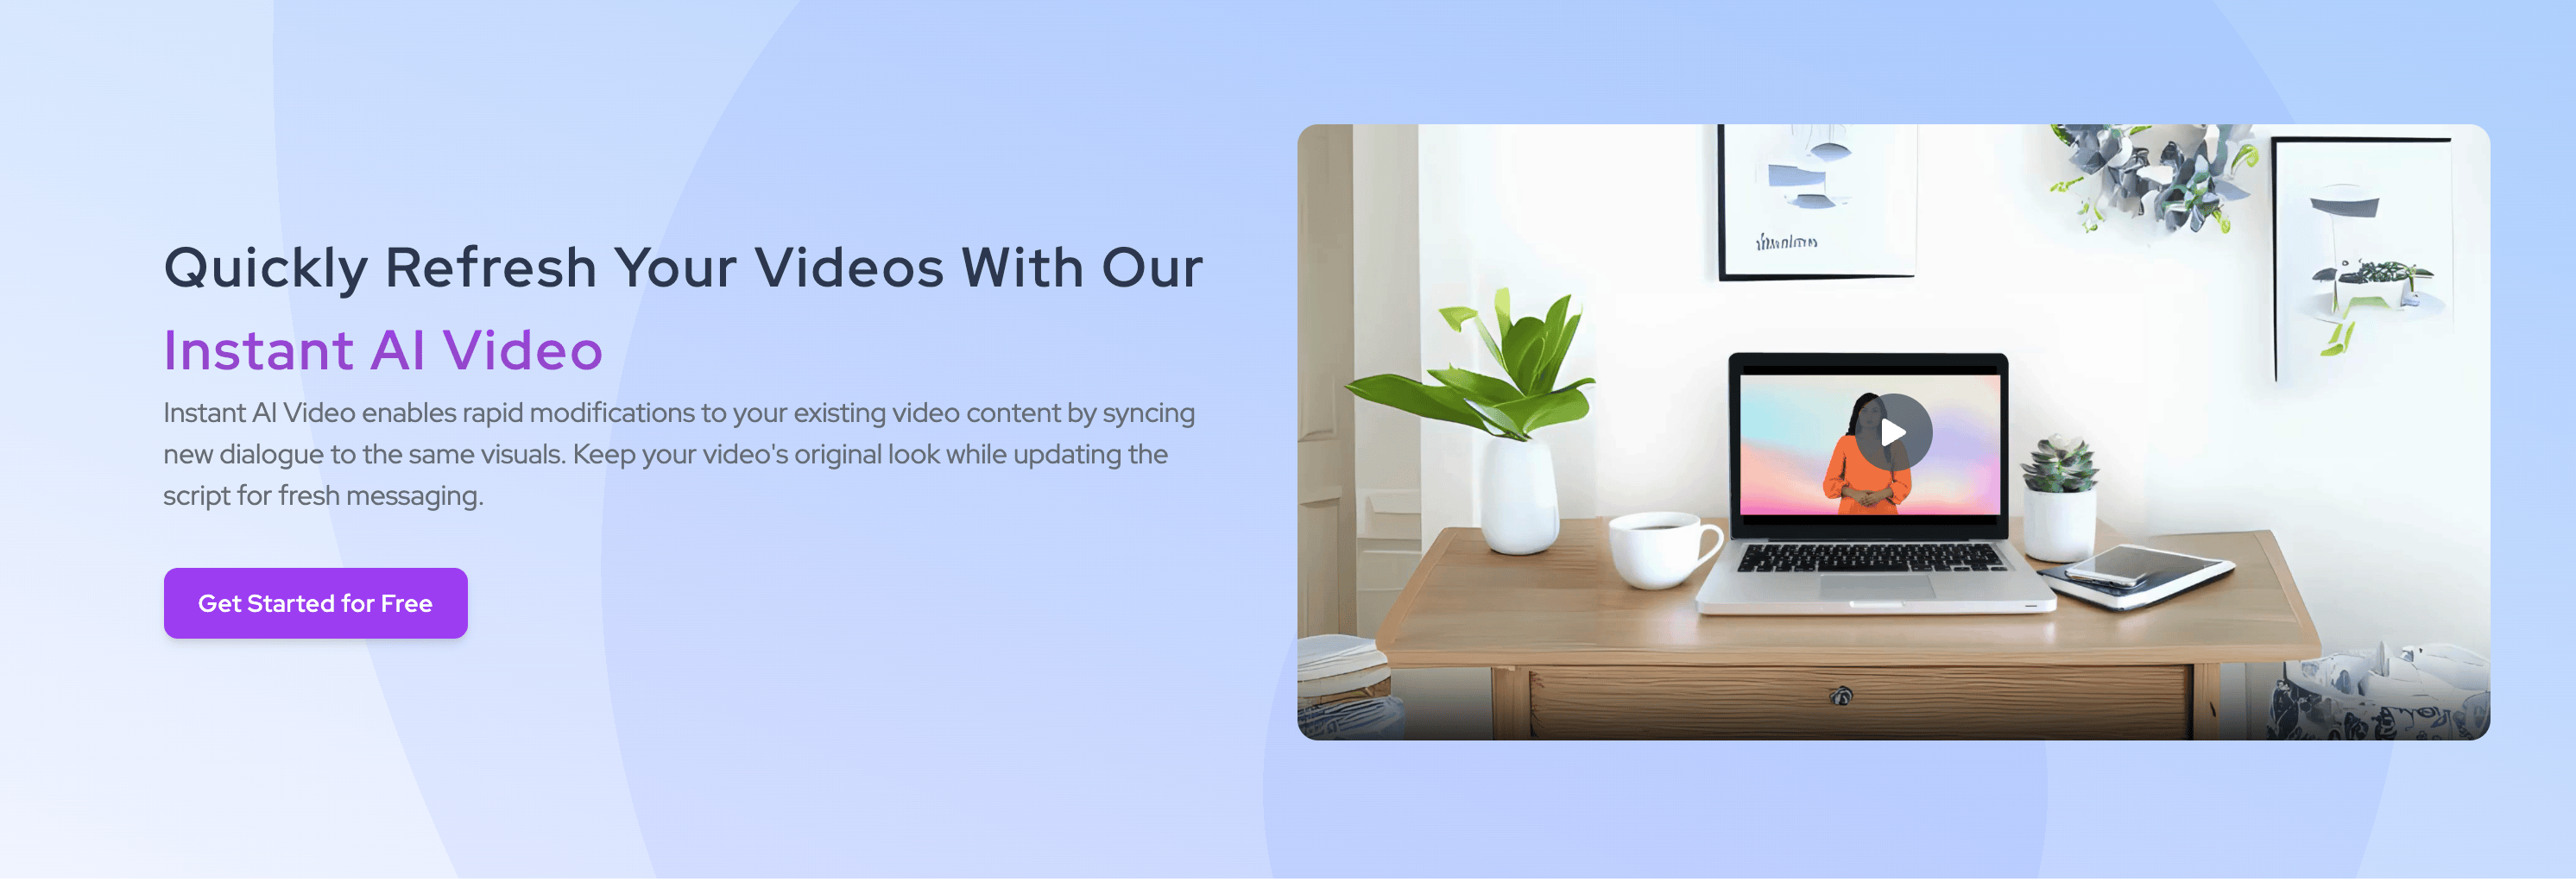 Quickly Refresh Your Videos With Our
Instant AI Video
Instant AI Video enables rapid modifications to your existing video content by syncing
new dialogue to the same visuals. Keep your video's original look while updating the
script for fresh messaging.
Get Started for Free